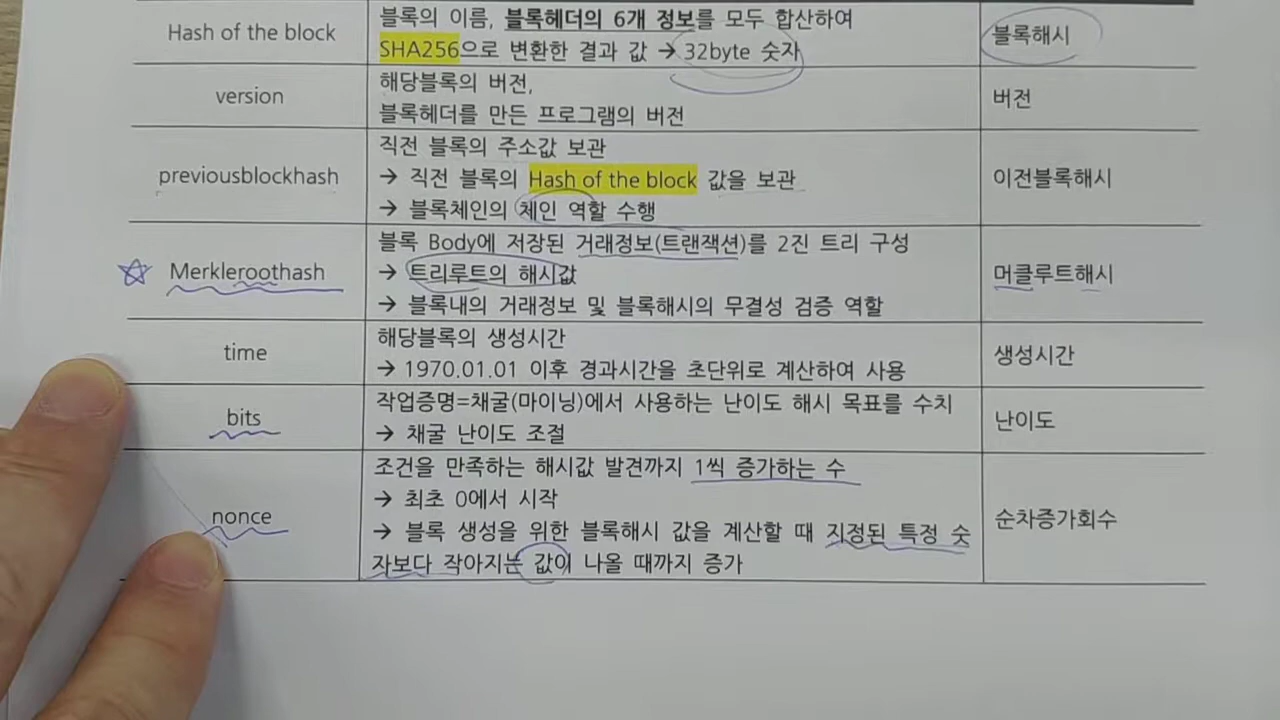 Hash of the block
블록의 이름, 블록헤더의 6개 정보를 모두 합산하여
SHA256으로 변환한 결과 값 → 32byte 숫자
블록해시
version
해당블록의 버전,
블록헤더를 만든 프로그램의 버전
버전
previousblockhash
직전 블록의 주소값 보관
→ 직전 블록의 Hash of the block 값을 보관
→ 블록체인의 체인 역할 수행
이전블록해시
Merkleroothash
블록 Body에 저장된 거래정보(트랜잭션)를 2진 트리 구성
→ 트리루트의 해시값
→ 블록내의 거래정보 및 블록해시의 무결성 검증 역할
머클루트해시
time
해당블록의 생성시간
→ 1970.01.01 이후 경과시간을 초단위로 계산하여 사용
생성시간
bits
작업증명=채굴(마이닝)에서 사용하는 난이도 해시 목표를 수치
→ 채굴 난이도 조절
난이도
nonce
조건을 만족하는 해시값 발견까지 1씩 증가하는 수
→ 최초 0에서 시작
→ 블록 생성을 위한 블록해시 값을 계산할 때 지정된 특정 숫
자보다 작아지는 값이 나올 때까지 증가
순차증가회수